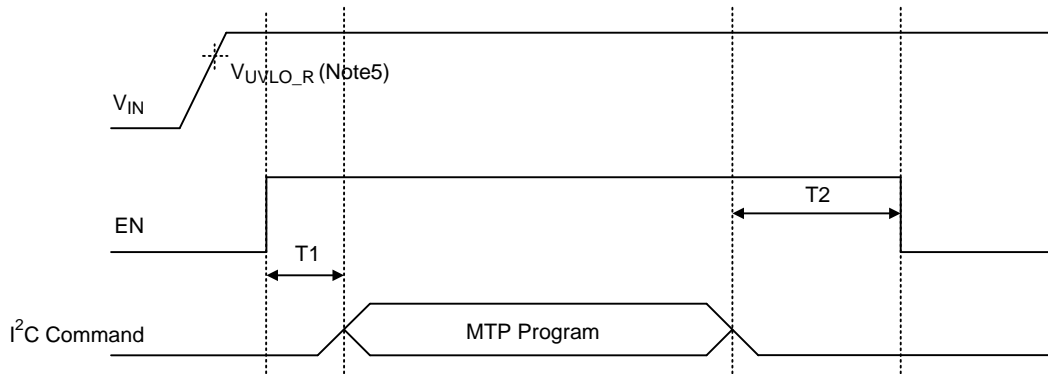 V_UVLO_R (Note5)
V_IN
T2
EN
T1
I²C Command
MTP Program